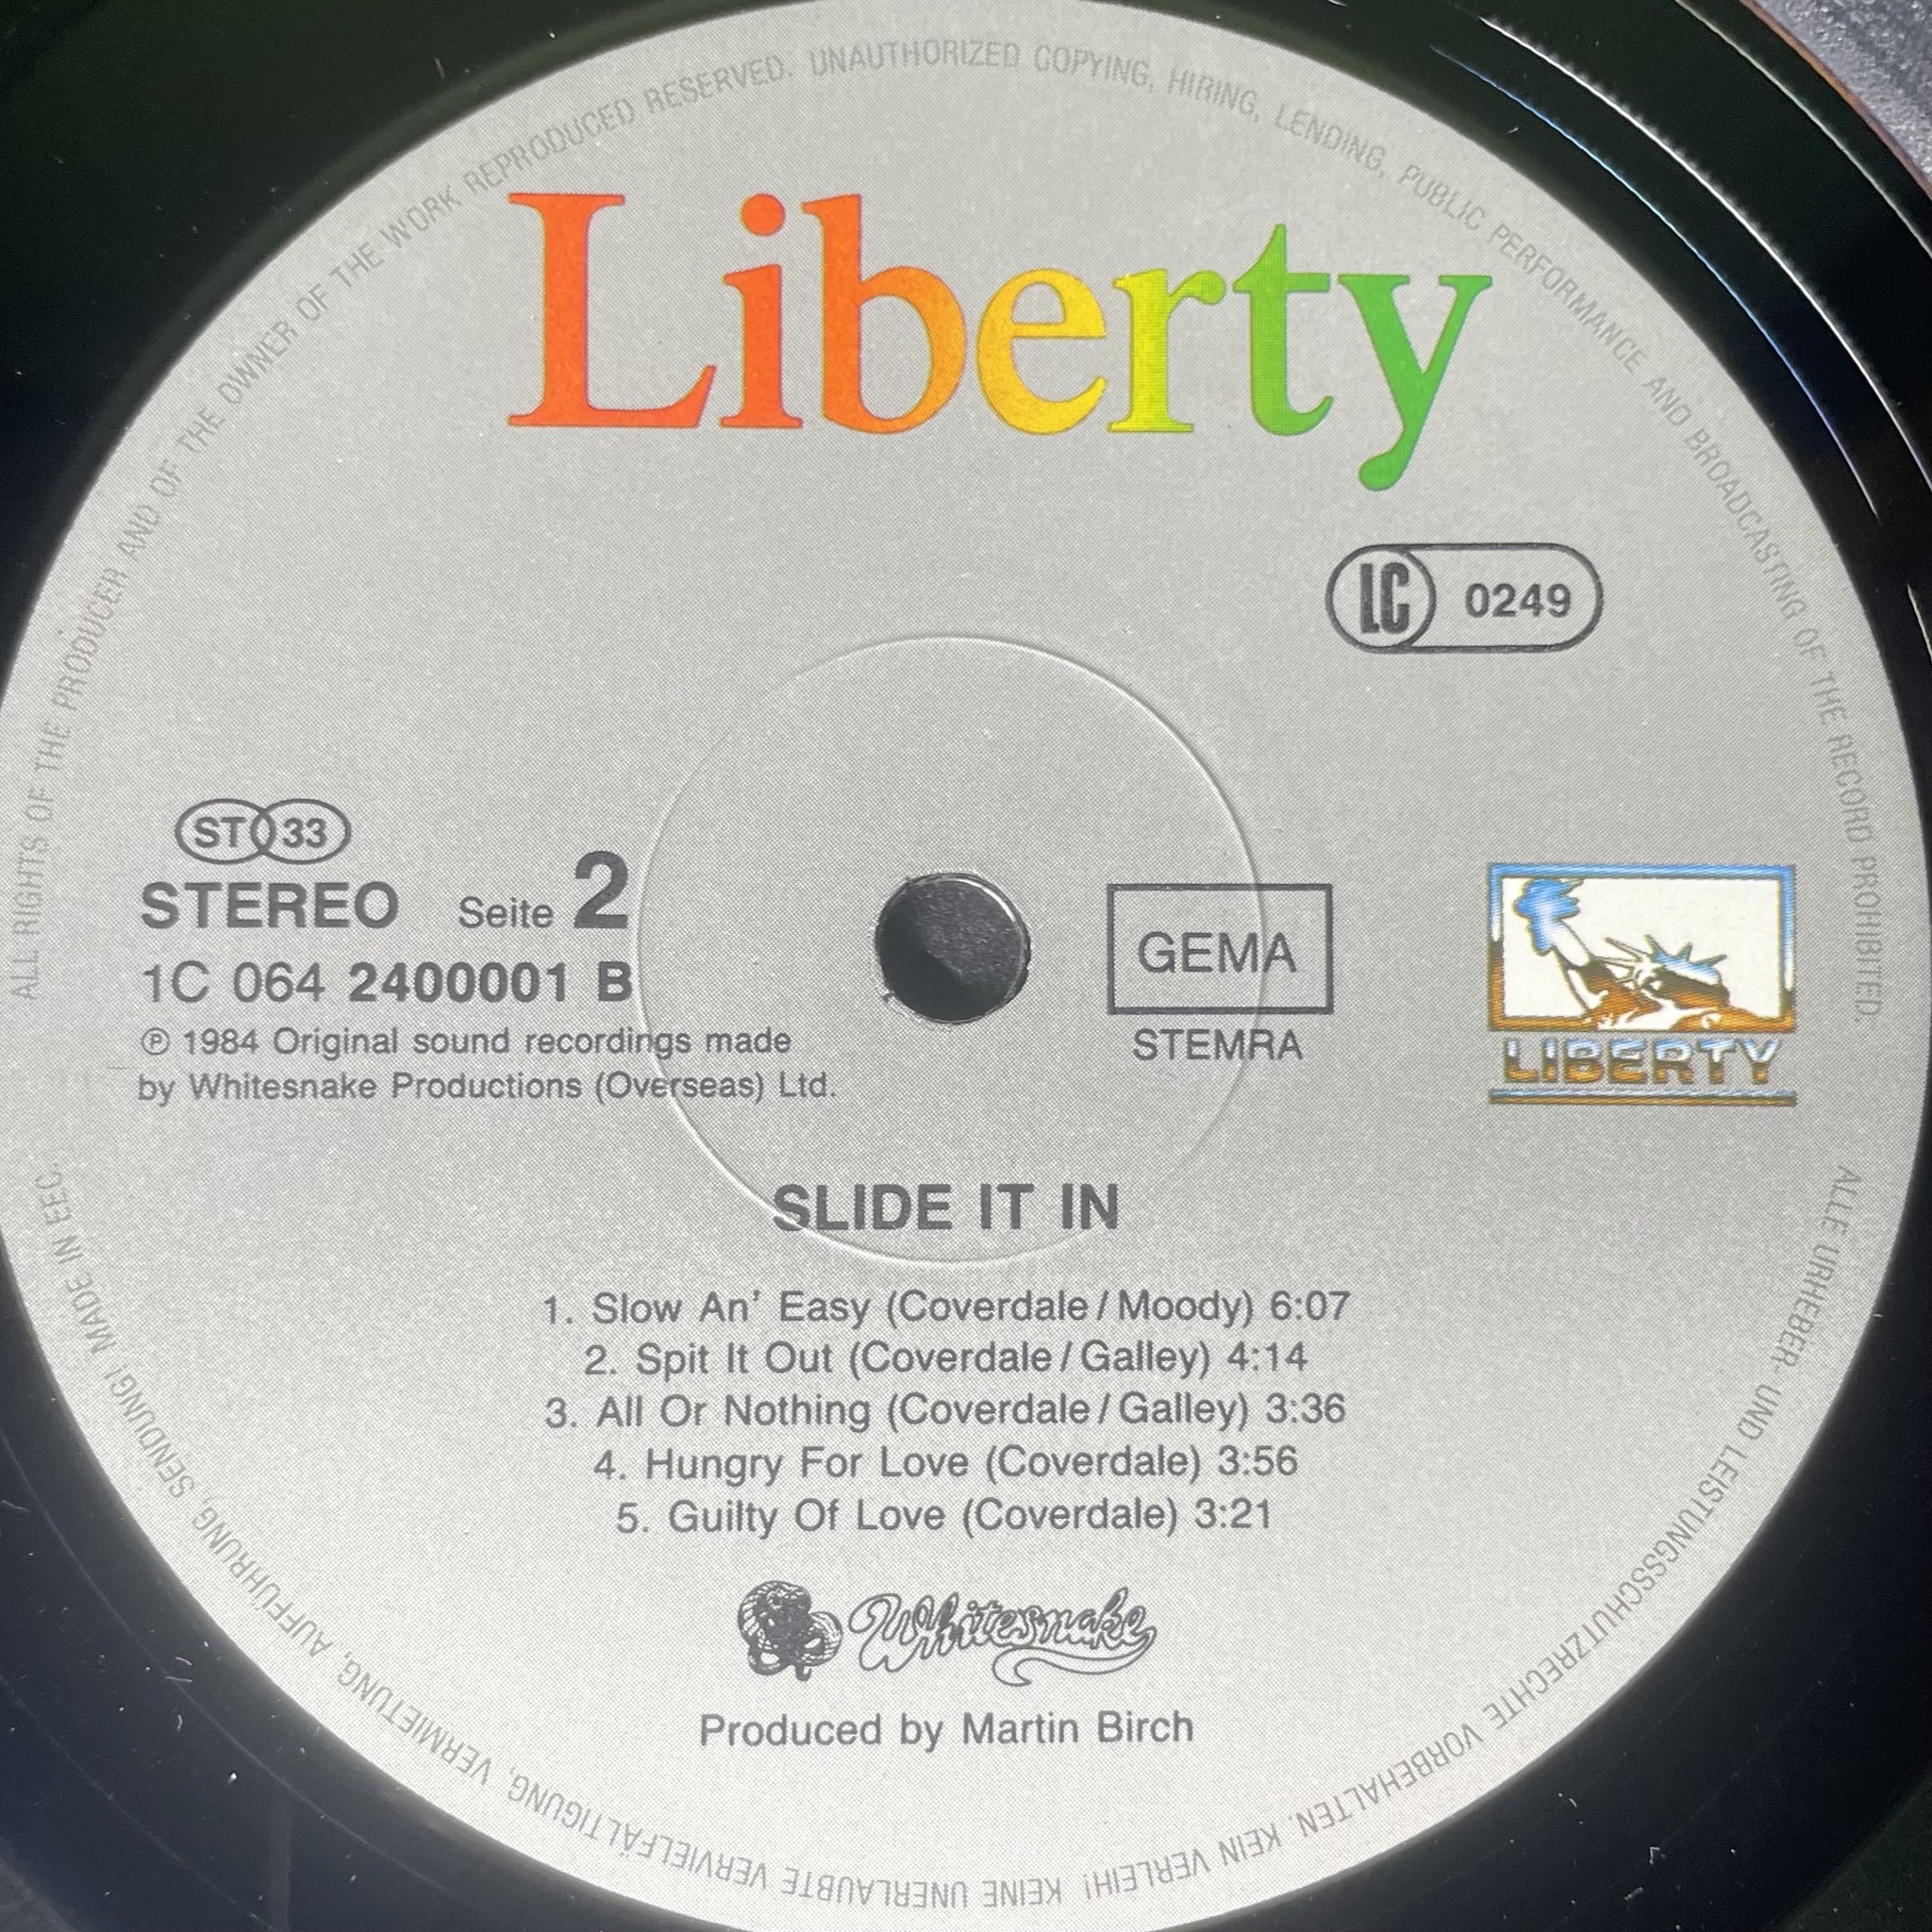 ALL RIGHTS OF THE PRODUCER AND OF THE OWNER OF THE WORK REPRODUCED RESERVED. UNAUTHORIZED COPYING, HIRING, LENDING, PUBLIC PERFORMANCE AND BROADCASTING OF THE RECORD PROHIBITED.
Liberty
LC 0249
ST 33
STEREO Seite 2
1C 064 2400001 B
℗ 1984 Original sound recordings made
by Whitesnake Productions (Overseas) Ltd.
GEMA
STEMRA
LIBERTY
SLIDE IT IN
1. Slow An' Easy (Coverdale/Moody) 6:07
2. Spit It Out (Coverdale/Galley) 4:14
3. All Or Nothing (Coverdale/Galley) 3:36
4. Hungry For Love (Coverdale) 3:56
5. Guilty Of Love (Coverdale) 3:21
Whitesnake
Produced by Martin Birch
ALLE URHEBER- UND LEISTUNGSSCHUTZRECHTE VORBEHALTEN. KEIN VERLEIH! KEINE UNERLAUBTE VERVIELFÄLTIGUNG, VERMIETUNG, AUFFÜHRUNG, SENDUNG! MADE IN EEC.